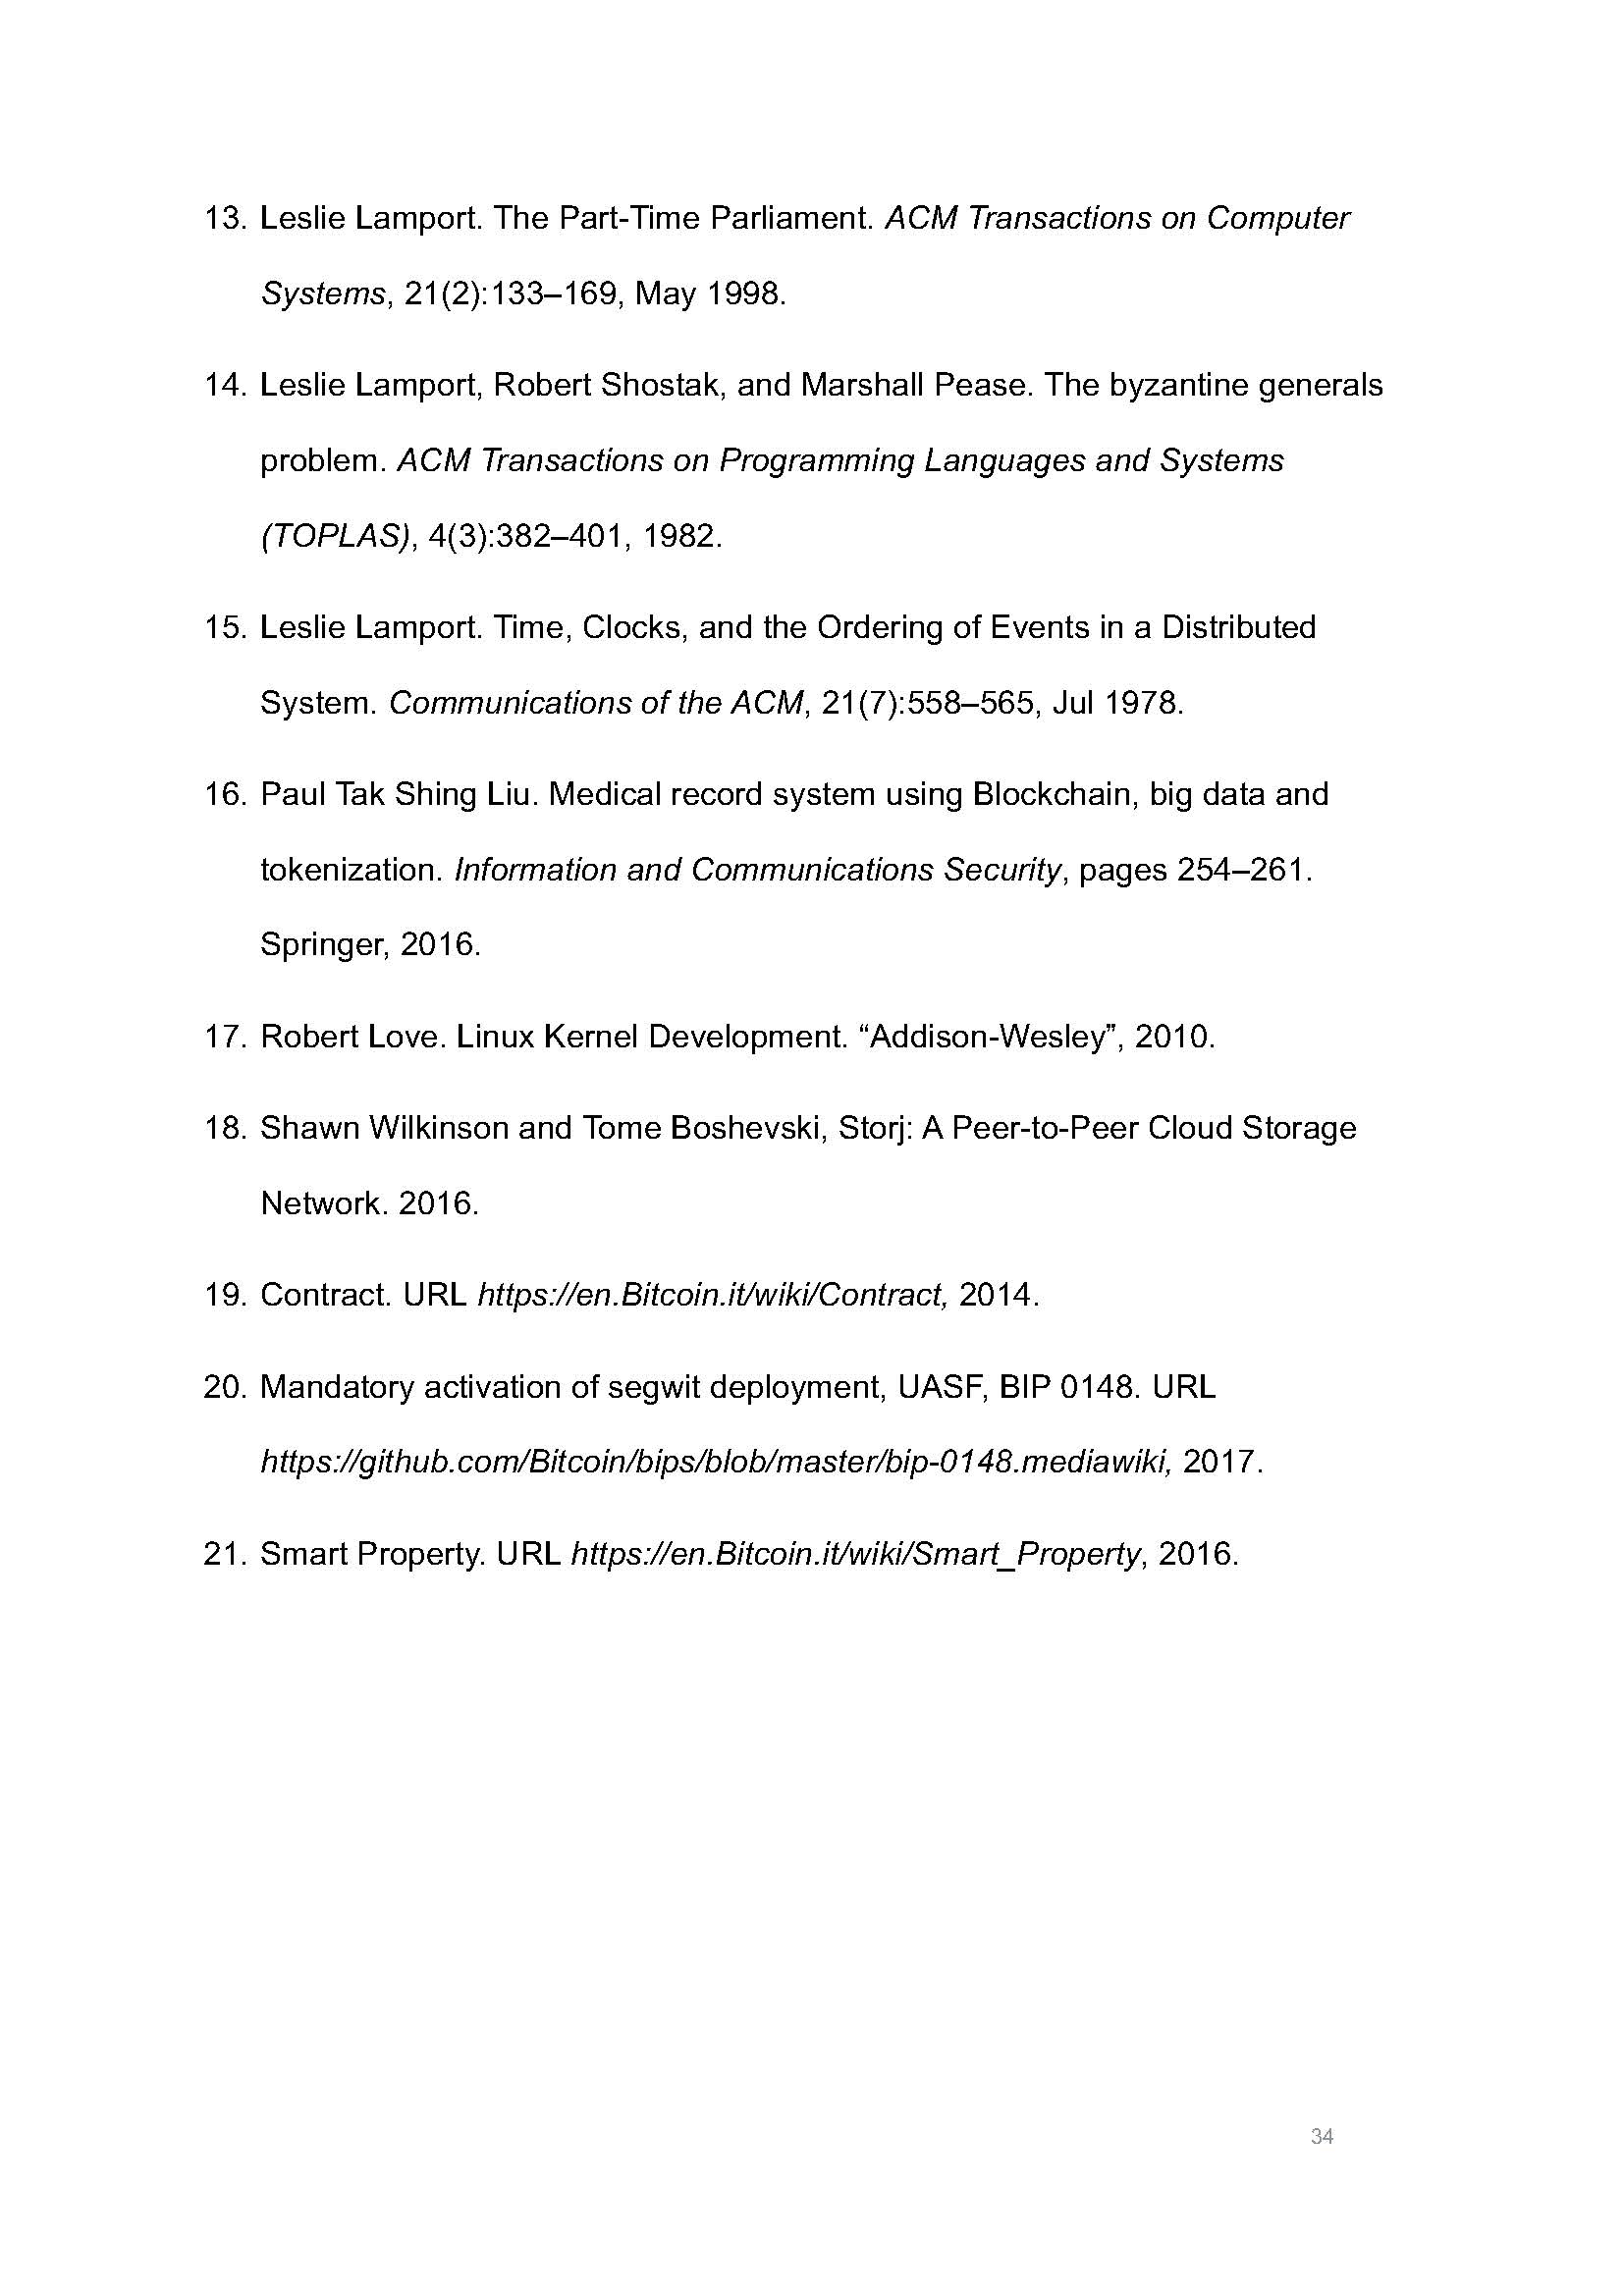 13. Leslie Lamport. The Part-Time Parliament. ACM Transactions on Computer
Systems, 21(2):133–169, May 1998.
14. Leslie Lamport, Robert Shostak, and Marshall Pease. The byzantine generals
problem. ACM Transactions on Programming Languages and Systems
(TOPLAS), 4(3):382–401, 1982.
15. Leslie Lamport. Time, Clocks, and the Ordering of Events in a Distributed
System. Communications of the ACM, 21(7):558–565, Jul 1978.
16. Paul Tak Shing Liu. Medical record system using Blockchain, big data and
tokenization. Information and Communications Security, pages 254–261.
Springer, 2016.
17. Robert Love. Linux Kernel Development. “Addison-Wesley”, 2010.
18. Shawn Wilkinson and Tome Boshevski, Storj: A Peer-to-Peer Cloud Storage
Network. 2016.
19. Contract. URL https://en.Bitcoin.it/wiki/Contract, 2014.
20. Mandatory activation of segwit deployment, UASF, BIP 0148. URL
https://github.com/Bitcoin/bips/blob/master/bip-0148.mediawiki, 2017.
21. Smart Property. URL https://en.Bitcoin.it/wiki/Smart_Property, 2016.
34